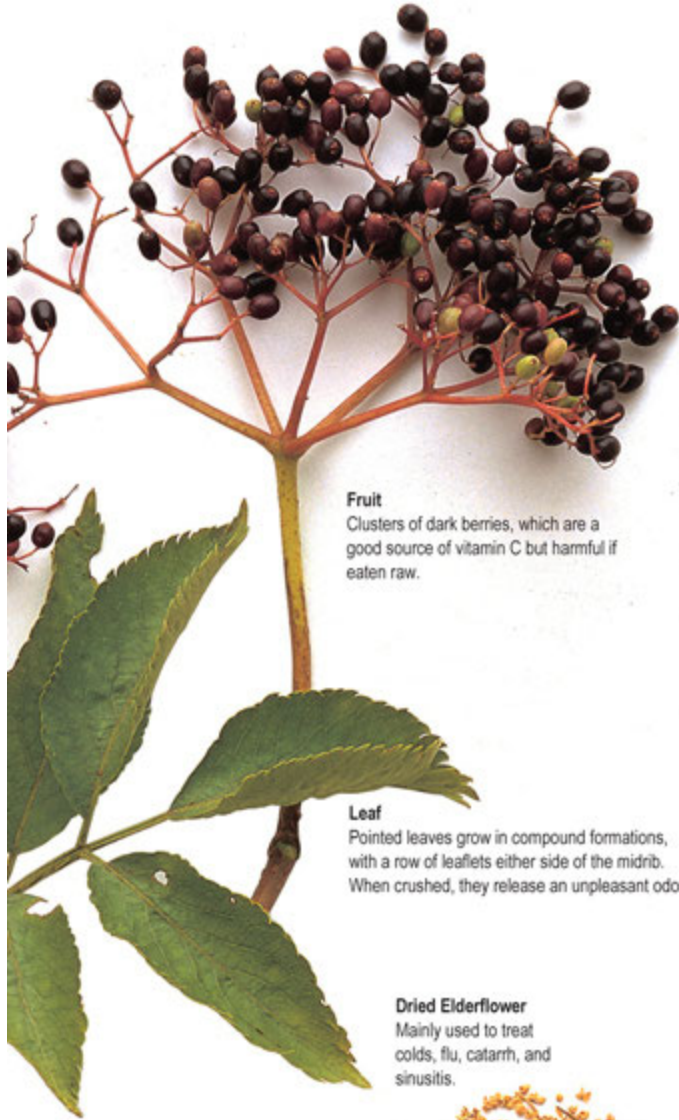 Fruit
Clusters of dark berries, which are a
good source of vitamin C but harmful if
eaten raw.
Leaf
Pointed leaves grow in compound formations,
with a row of leaflets either side of the midrib.
When crushed, they release an unpleasant odo
Dried Elderflower
Mainly used to treat
colds, flu, catarrh, and
sinusitis.